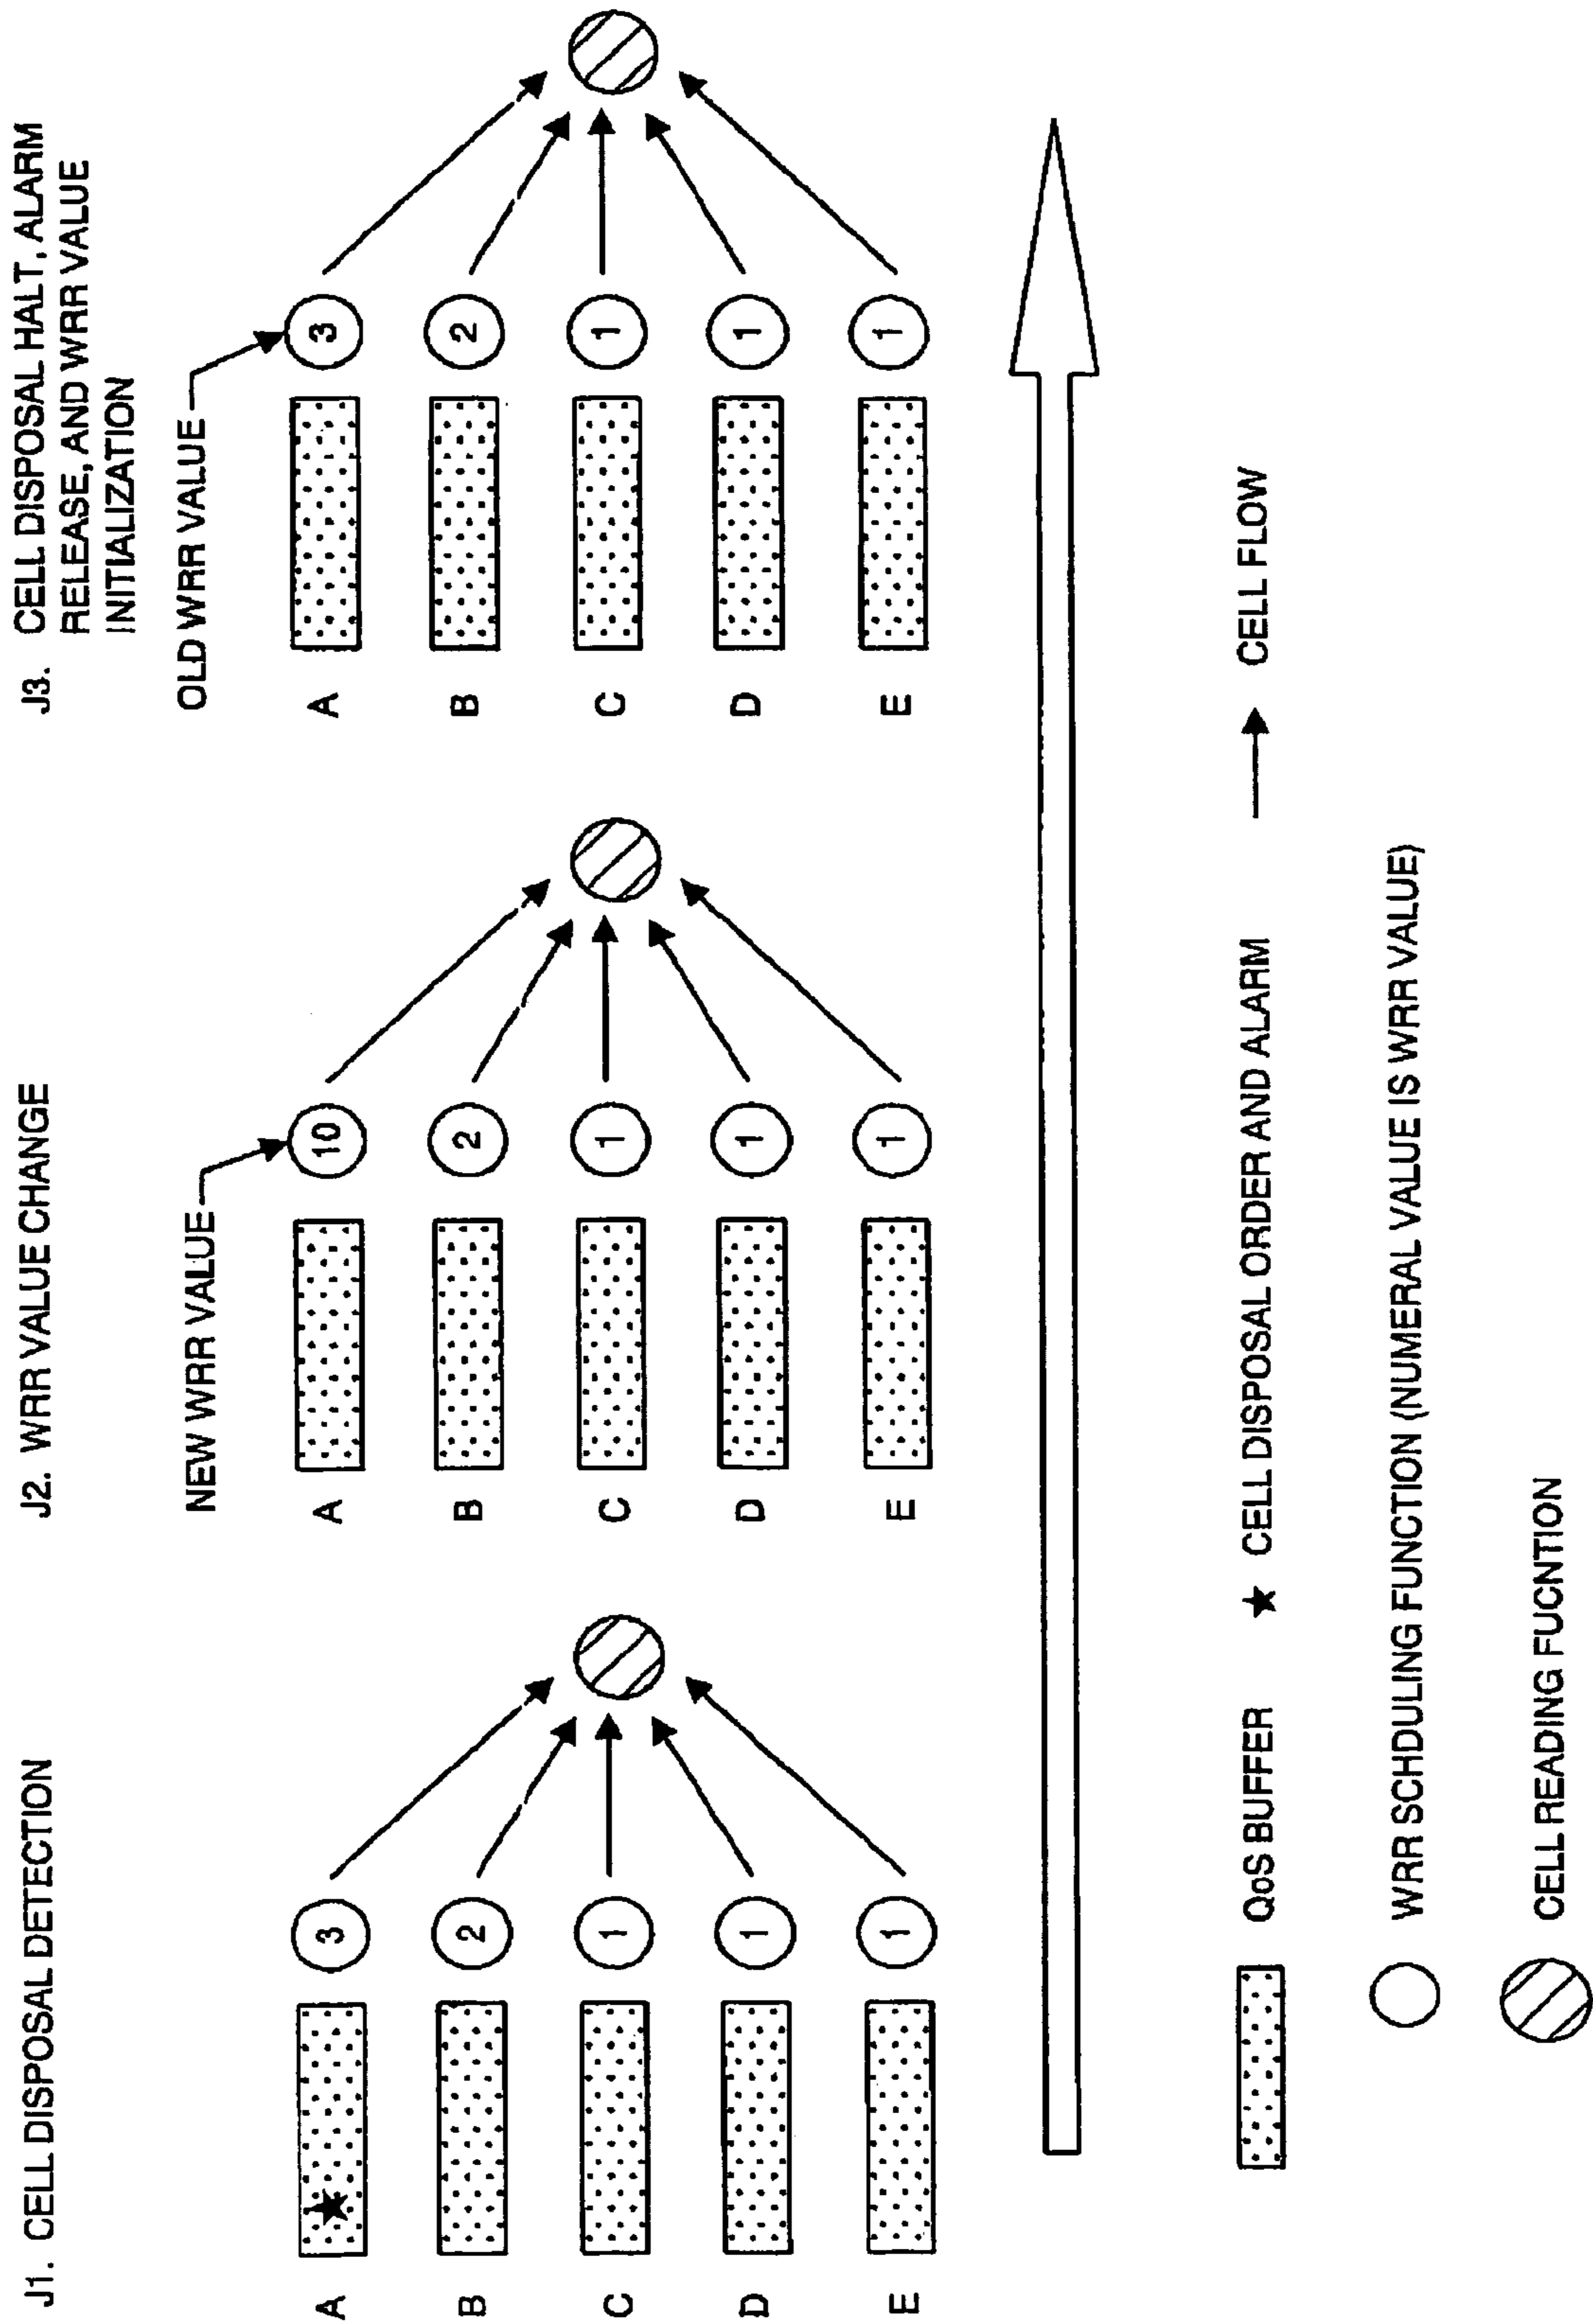 J1. CELL DISPOSAL DETECTION
A
3
B
2
C
1
D
1
E
1
J2. WRR VALUE CHANGE
NEW WRR VALUE
A
10
B
2
C
1
D
1
E
1
J3. CELL DISPOSAL HALT, ALARM
RELEASE, AND WRR VALUE
INITIALIZATION
OLD WRR VALUE
A
3
B
2
C
1
D
1
E
1
QoS BUFFER
CELL DISPOSAL ORDER AND ALARM
CELL FLOW
WRR SCHDULING FUNCTION (NUMERAL VALUE IS WRR VALUE)
CELL READING FUCNTION